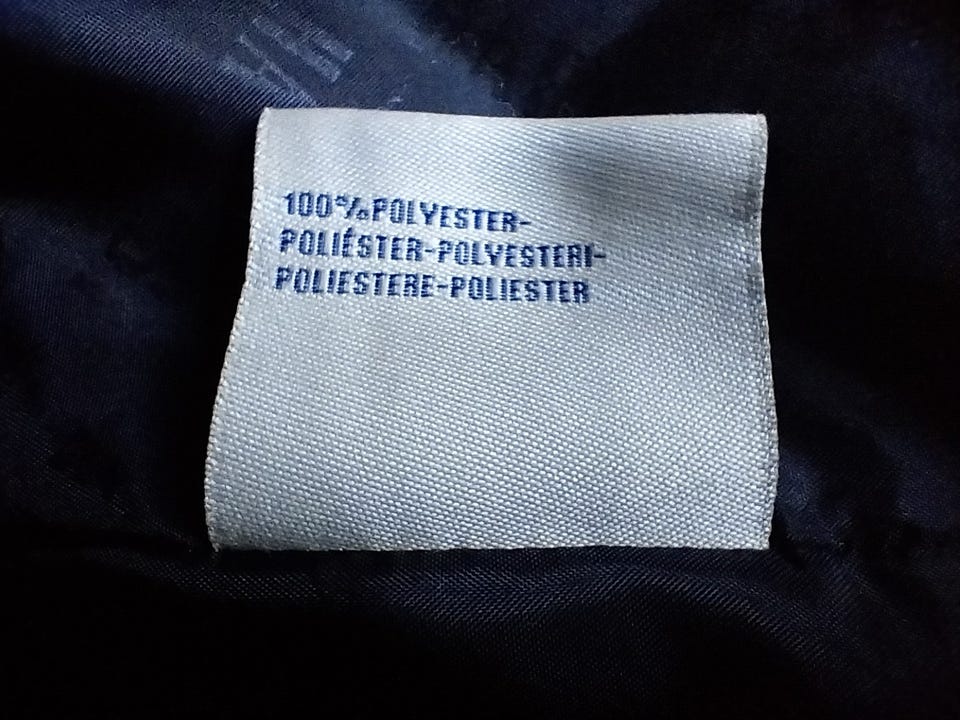 100%POLYESTER-
POLIÉSTER-POLYESTERI-
POLIESTERE-POLIESTER